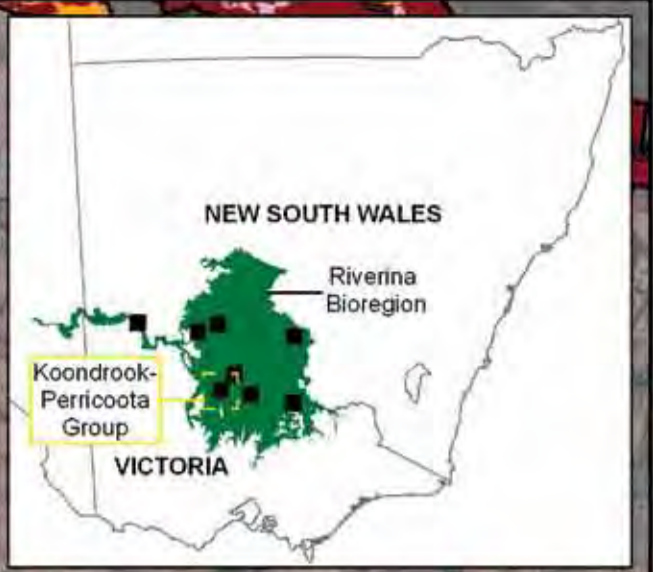 NEW SOUTH WALES
Riverina
Bioregion
Koondrook-
Perricoota
Group
VICTORIA